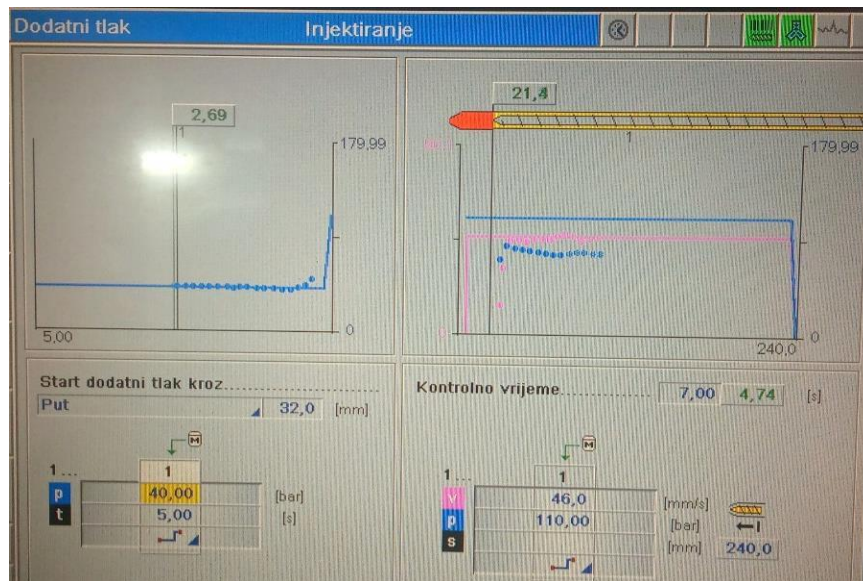 Dodatni tlak
Injektiranje
2,69
1
179,99
5,00
0
21,4
1
179,99
0
240,0
Start dodatni tlak kroz
Put 32,0 [mm]
M
1...
1
p 40,00 [bar]
t 5,00 [s]
Kontrolno vrijeme 7,00 4,74 [s]
M
1...
1
v 46,0 [mm/s]
p 110,00 [bar]
s [mm] 240,0